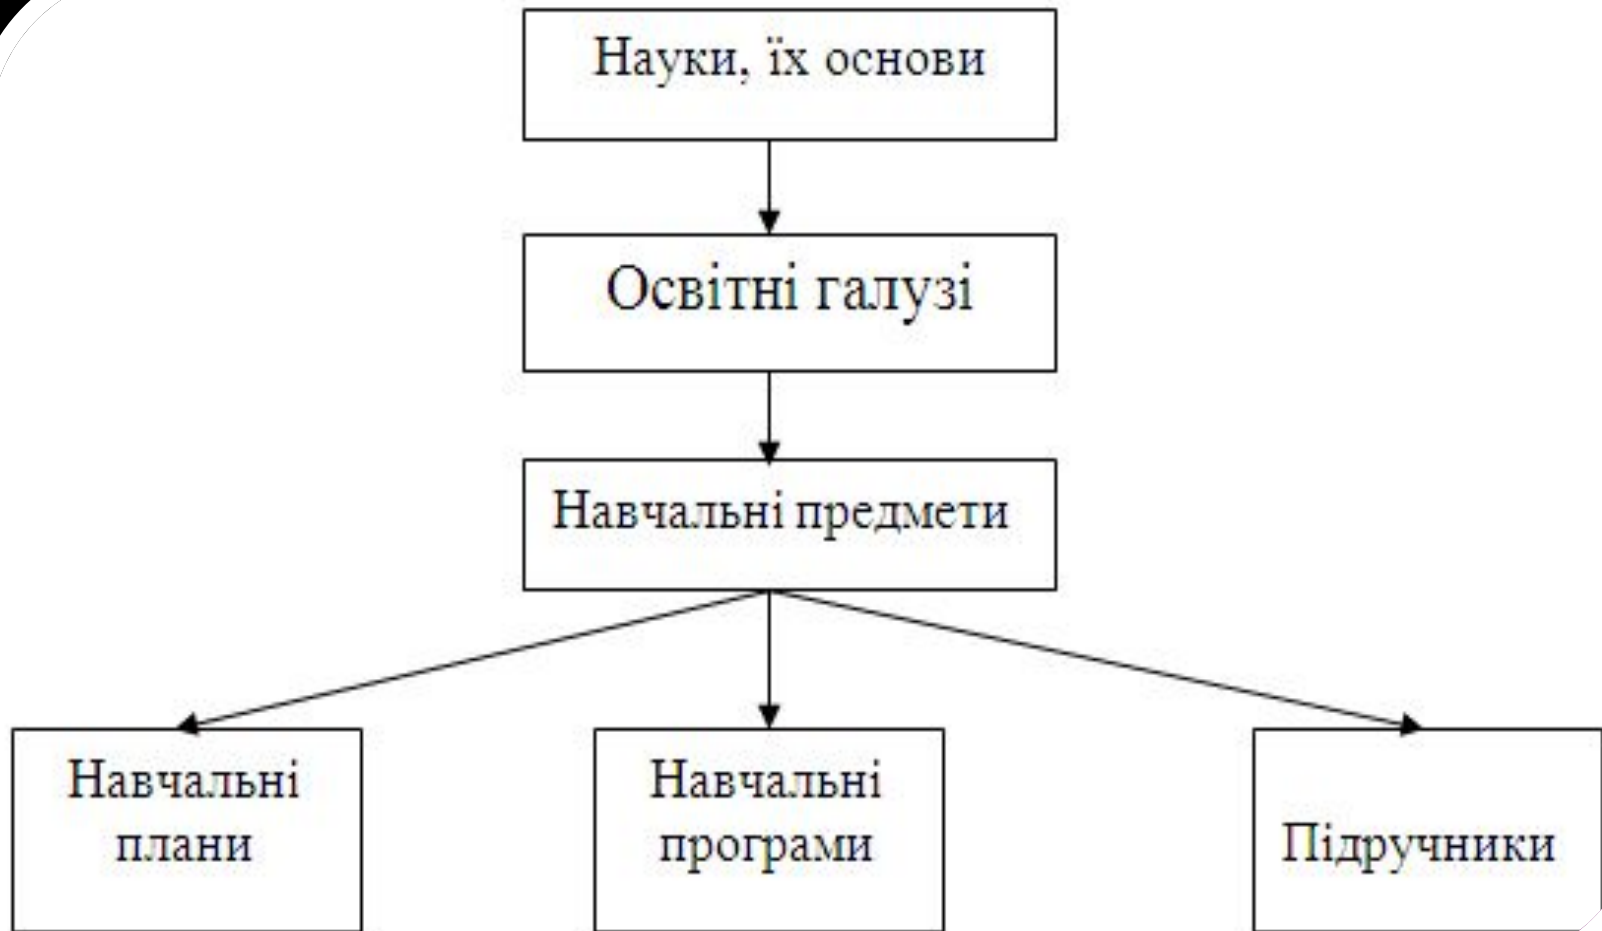 Науки, їх основи
Освітні галузі
Навчальні предмети
Навчальні
плани
Навчальні
програми
Підручники